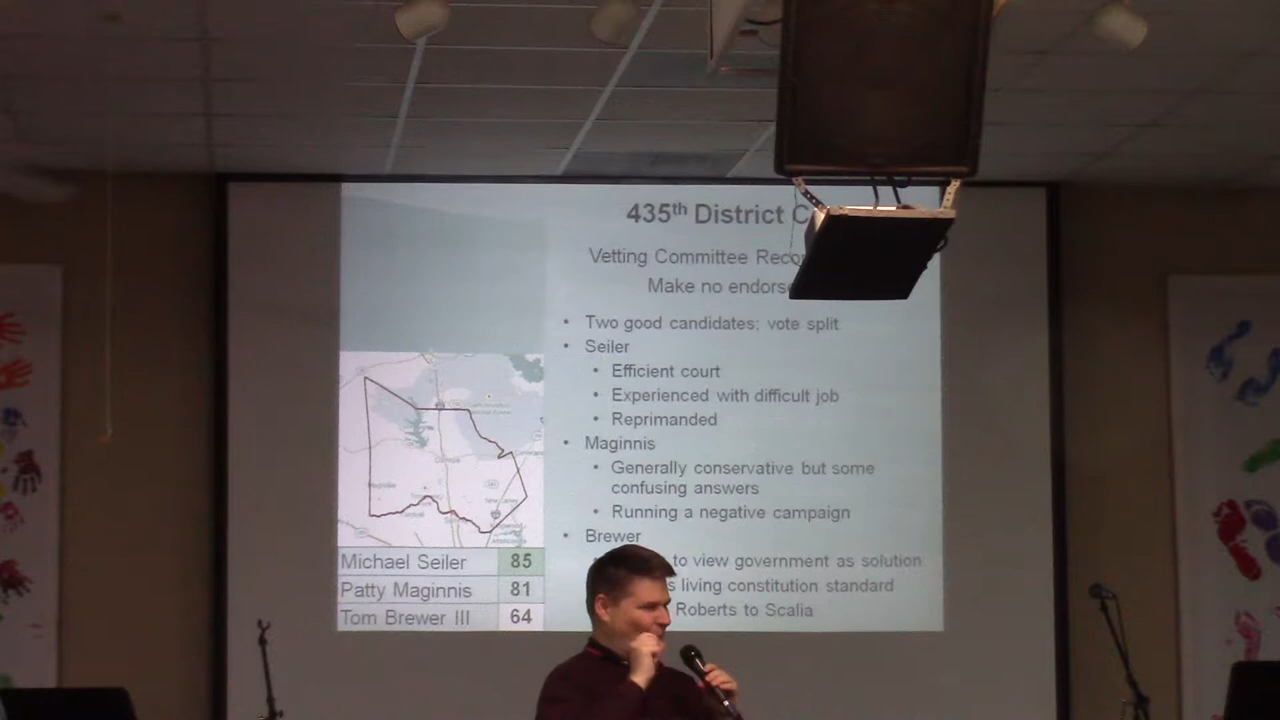 435th District C
Vetting Committee Reco
Make no endorse
• Two good candidates; vote split
• Seiler
• Efficient court
• Experienced with difficult job
• Reprimanded
• Maginnis
• Generally conservative but some
confusing answers
• Running a negative campaign
• Brewer
to view government as solution
living constitution standard
Roberts to Scalia
Michael Seiler 85
Patty Maginnis 81
Tom Brewer III 64